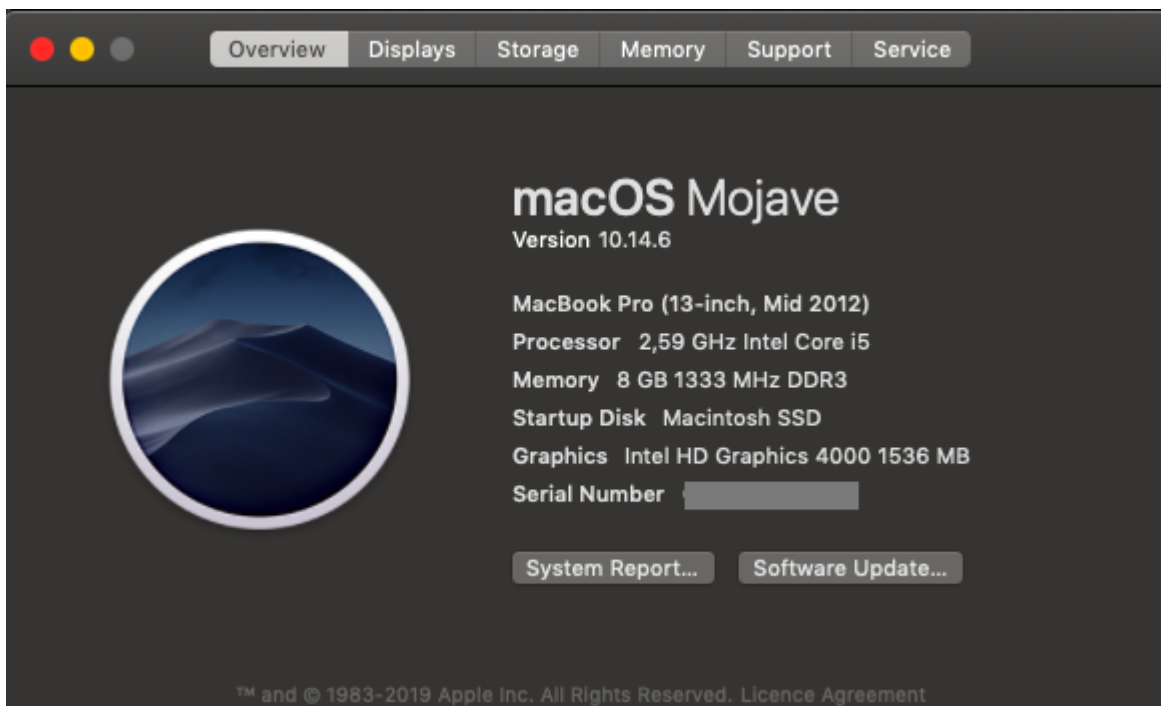 Overview Displays Storage Memory Support Service
macOS Mojave
Version 10.14.6
MacBook Pro (13-inch, Mid 2012)
Processor 2,59 GHz Intel Core i5
Memory 8 GB 1333 MHz DDR3
Startup Disk Macintosh SSD
Graphics Intel HD Graphics 4000 1536 MB
Serial Number
System Report... Software Update...
™ and © 1983-2019 Apple Inc. All Rights Reserved. Licence Agreement